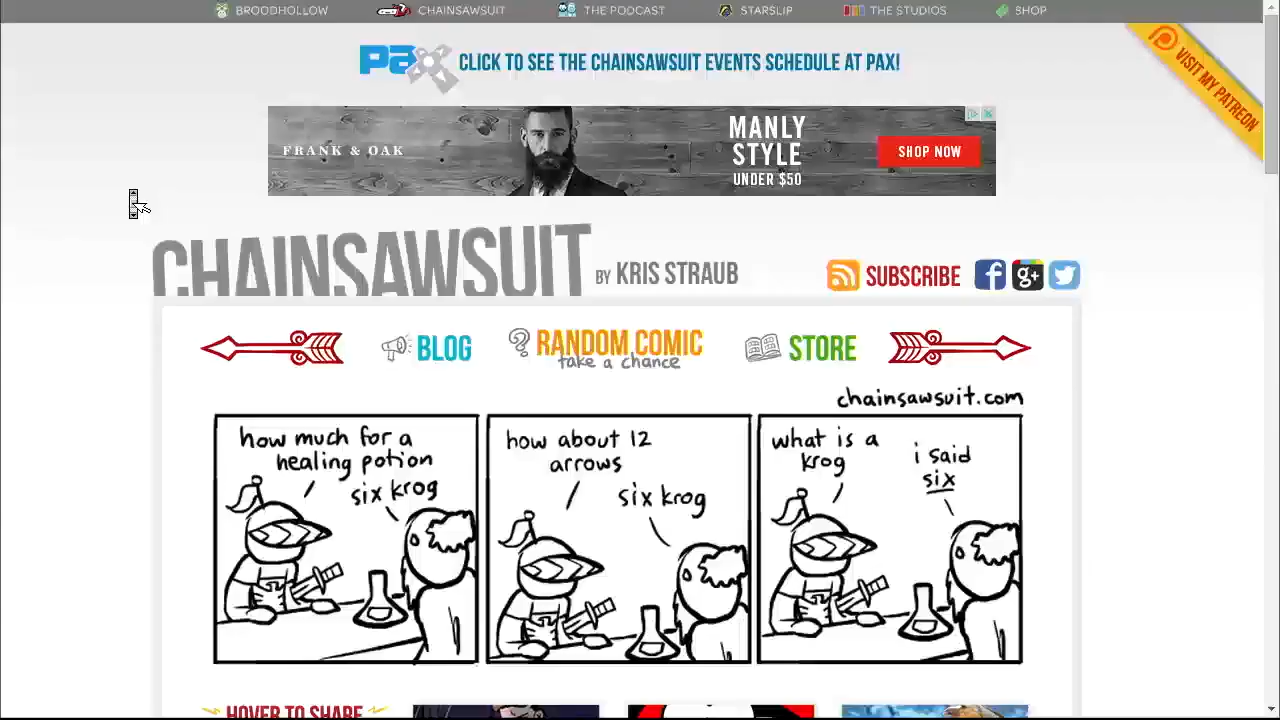 BROODHOLLOW CHAINSAWSUIT THE PODCAST STARSLIP THE STUDIOS SHOP
pax CLICK TO SEE THE CHAINSAWSUIT EVENTS SCHEDULE AT PAX!
VISIT MY PATREON
FRANK & OAK
MANLY
STYLE
UNDER $50
SHOP NOW
CHAINSAWSUIT BY KRIS STRAUB
SUBSCRIBE
f g+
BLOG
RANDOM COMIC
take a chance
STORE
chainsawsuit.com
how much for a
healing potion
six krog
how about 12
arrows
six krog
what is a
krog
i said
six
HOVER TO SHARE